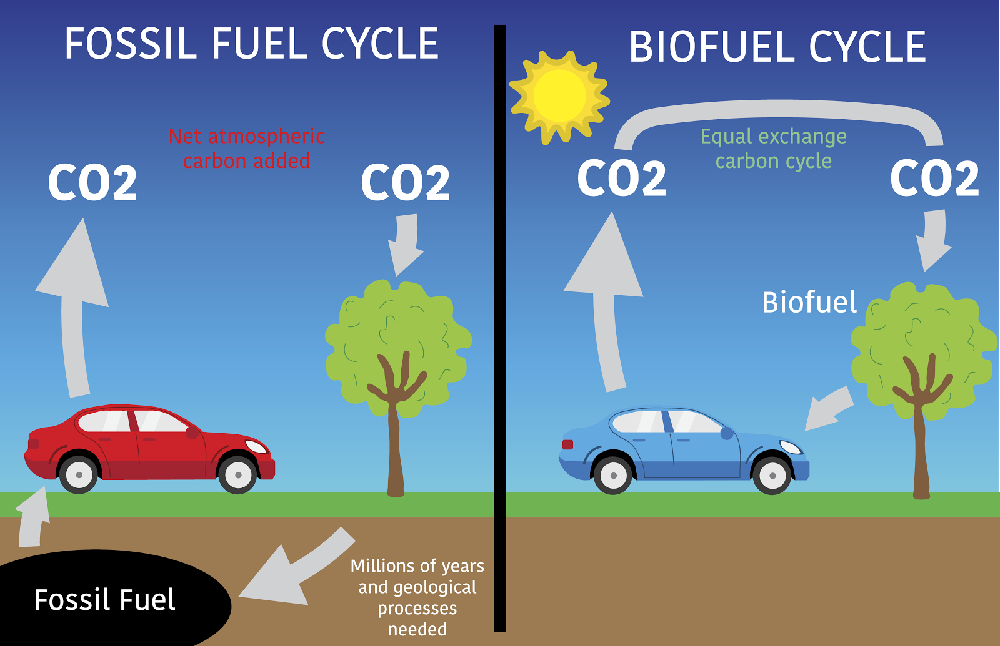 FOSSIL FUEL CYCLE
Net atmospheric
carbon added
CO2
CO2
Fossil Fuel
Millions of years
and geological
processes
needed
BIOFUEL CYCLE
Equal exchange
carbon cycle
CO2
CO2
Biofuel